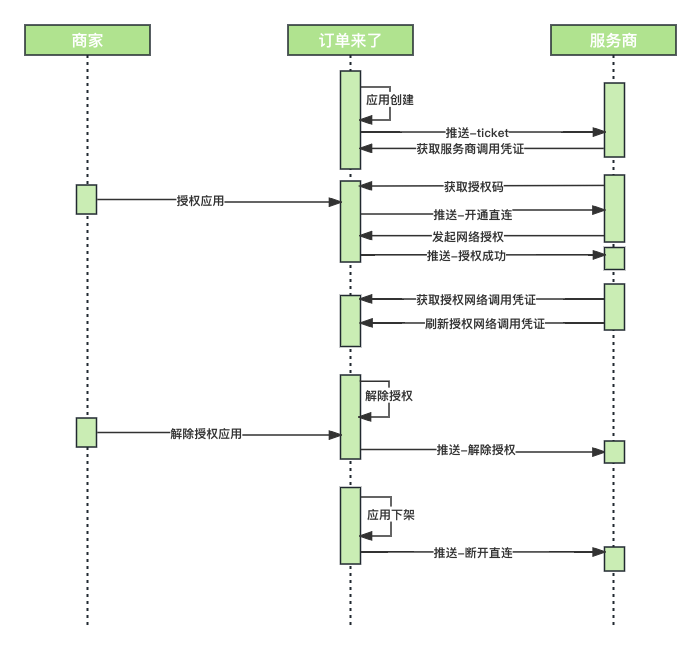 商家
订单来了
服务商
应用创建
推送-ticket
获取服务商调用凭证
获取授权码
授权应用
推送-开通直连
发起网络授权
推送-授权成功
获取授权网络调用凭证
刷新授权网络调用凭证
解除授权
解除授权应用
推送-解除授权
应用下架
推送-断开直连